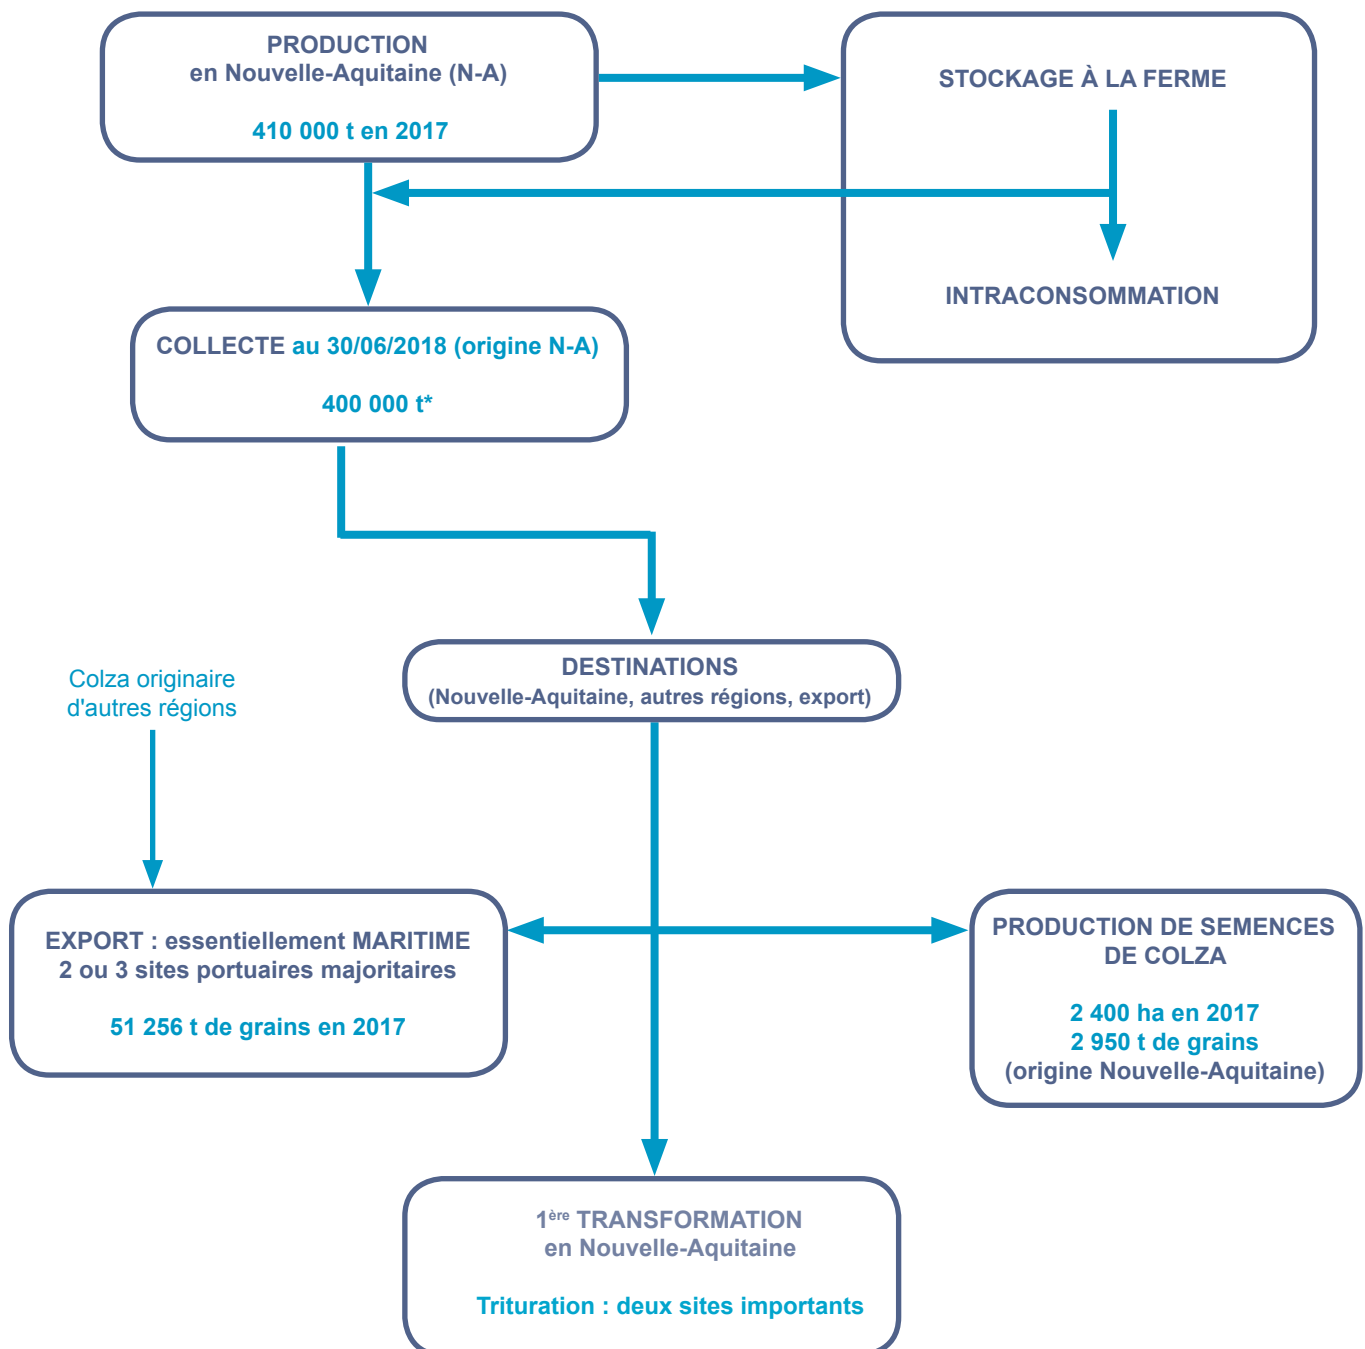 PRODUCTION
en Nouvelle-Aquitaine (N-A)
410 000 t en 2017
STOCKAGE À LA FERME
INTRACONSOMMATION
COLLECTE au 30/06/2018 (origine N-A)
400 000 t*
DESTINATIONS
(Nouvelle-Aquitaine, autres régions, export)
Colza originaire
d'autres régions
EXPORT : essentiellement MARITIME
2 ou 3 sites portuaires majoritaires
51 256 t de grains en 2017
PRODUCTION DE SEMENCES
DE COLZA
2 400 ha en 2017
2 950 t de grains
(origine Nouvelle-Aquitaine)
1ère TRANSFORMATION
en Nouvelle-Aquitaine
Trituration : deux sites importants